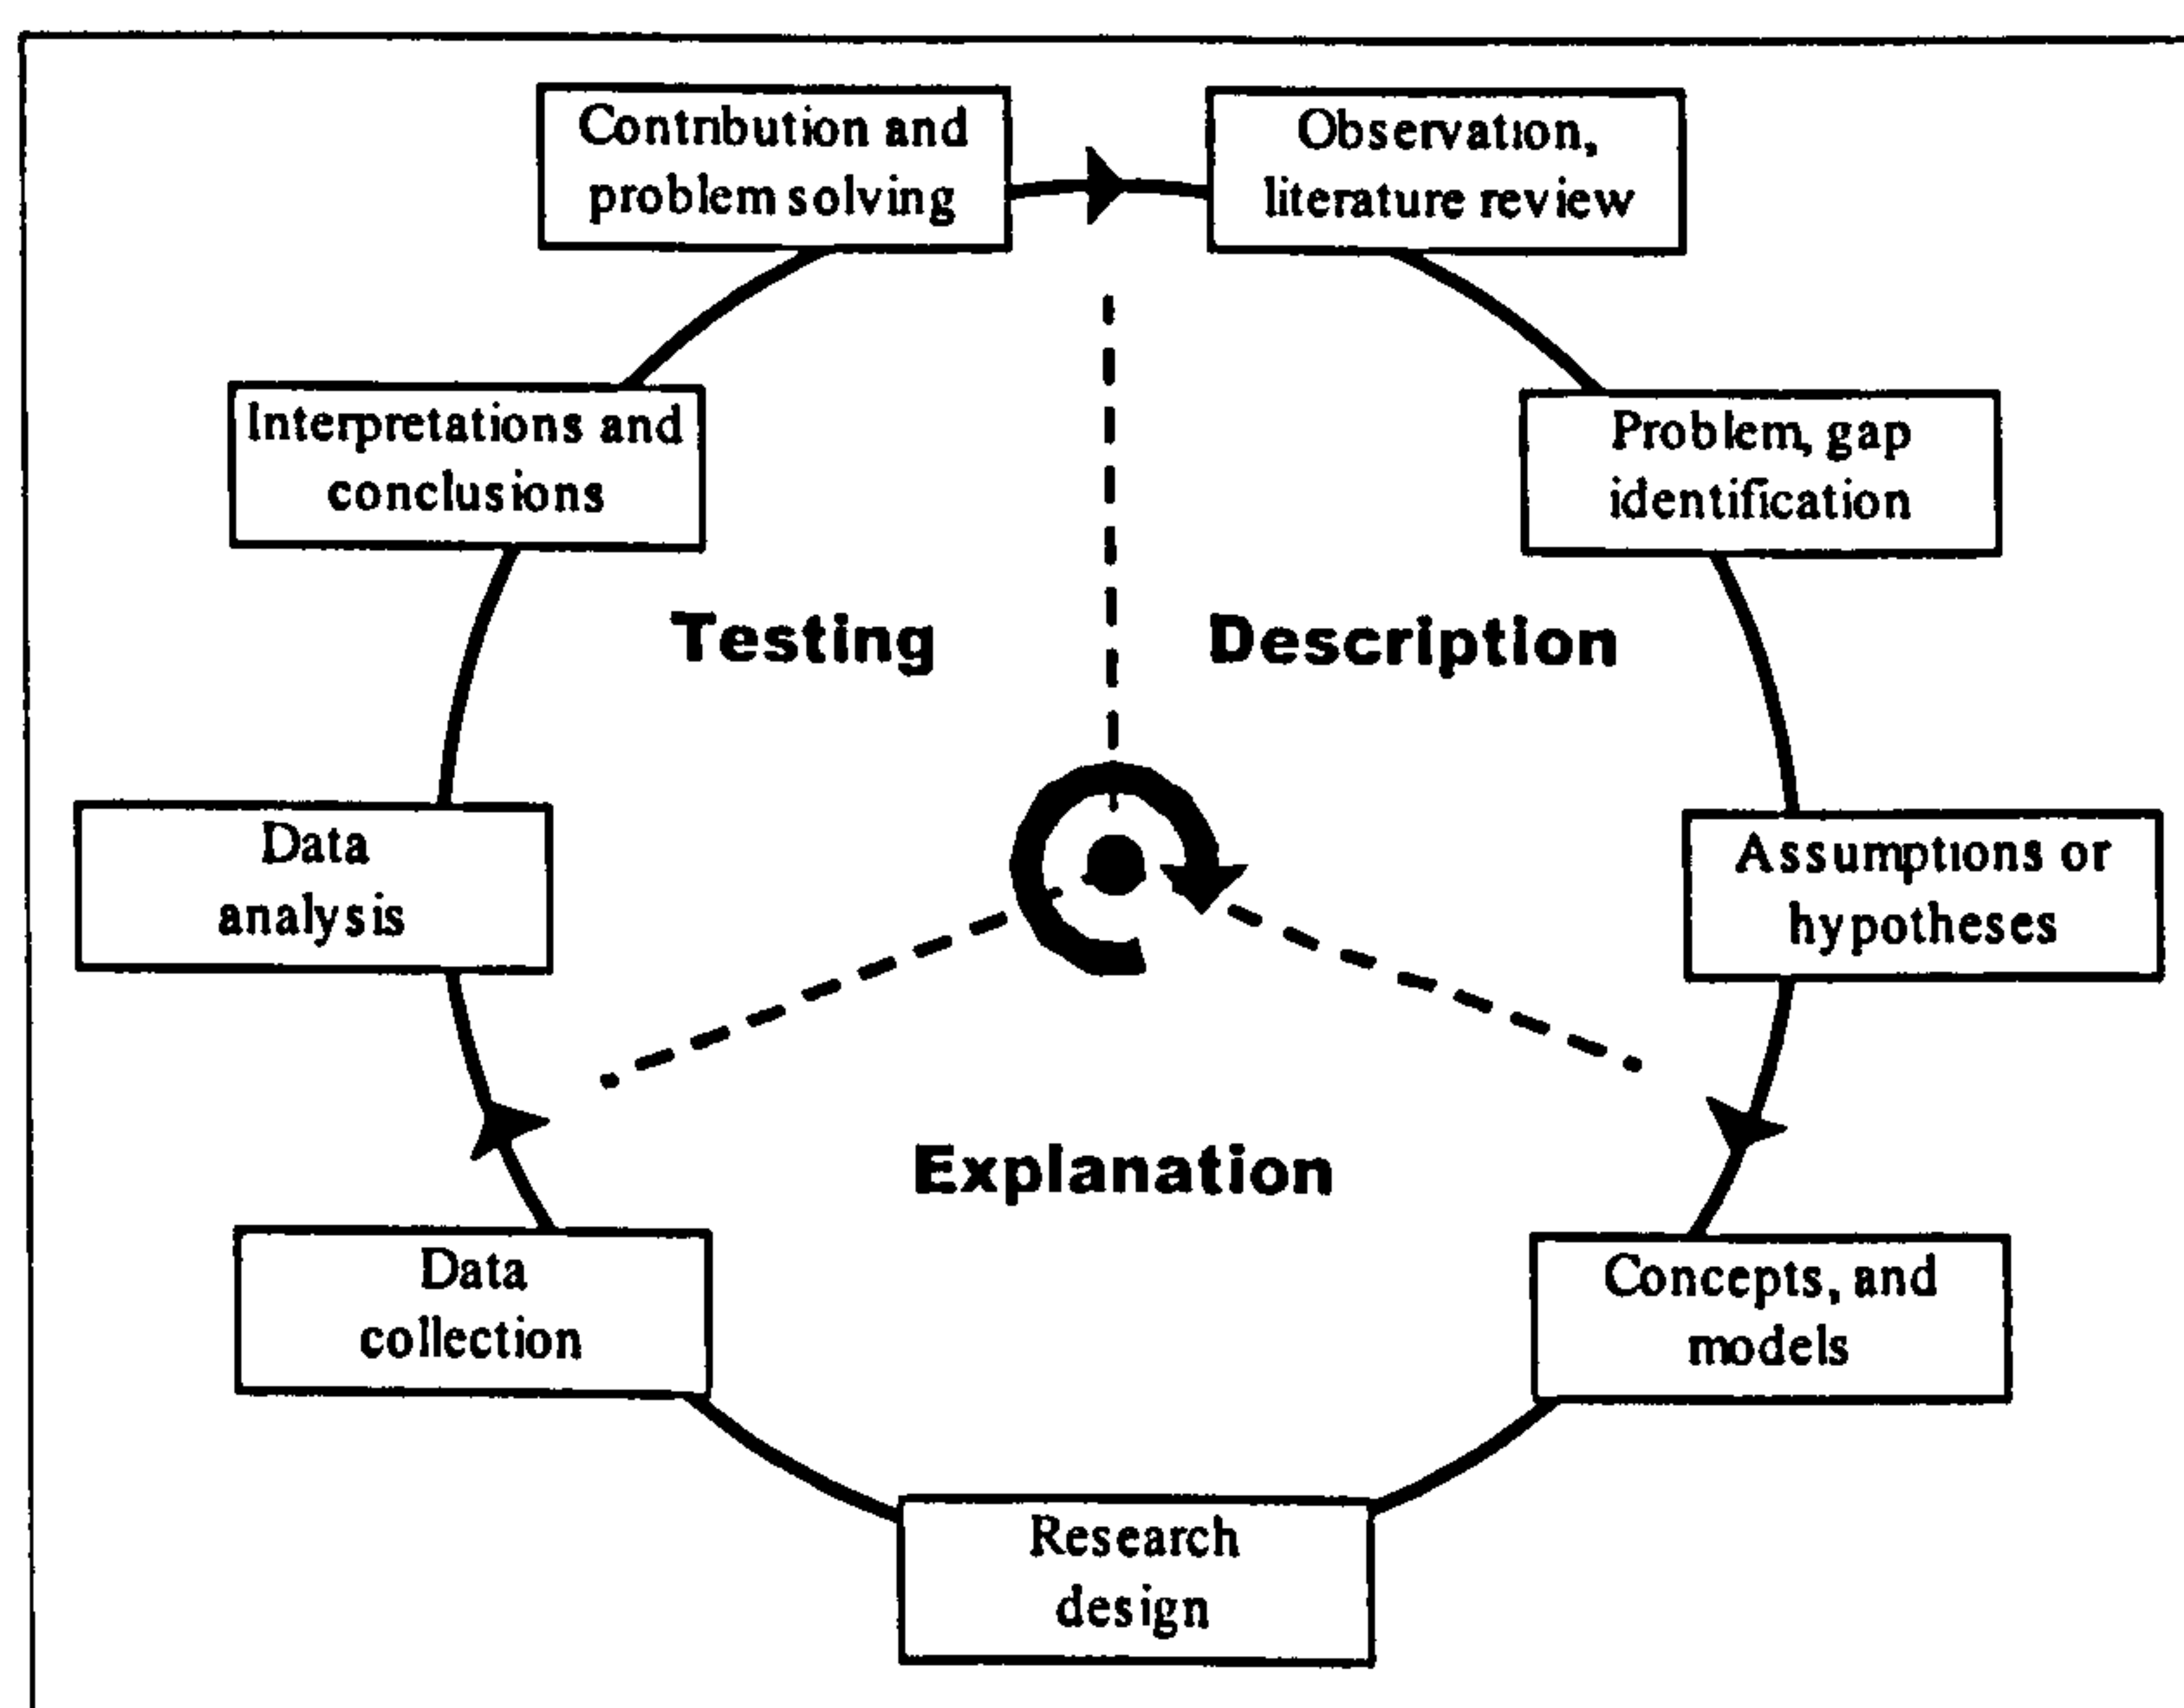 Contribution and
problem solving
Observation,
literature review
Interpretations and
conclusions
Problem, gap
identification
Testing
Description
Data
analysis
Assumptions or
hypotheses
Explanation
Data
collection
Concepts, and
models
Research
design